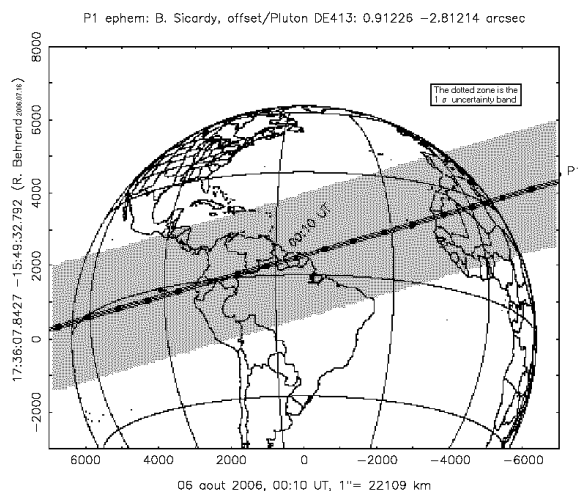 P1 ephem: B. Sicardy, offset/Pluton DE413: 0.91226 -2.81214 arcsec
The dotted zone is the
1 σ uncertainty band
P1
00:10 UT
17:36:07.8427 -15:49:32.792 (R. Behrend 2006.07.16)
8000
6000
4000
2000
0
-2000
6000
4000
2000
0
-2000
-4000
-6000
06 aout 2006, 00:10 UT, 1"= 22109 km